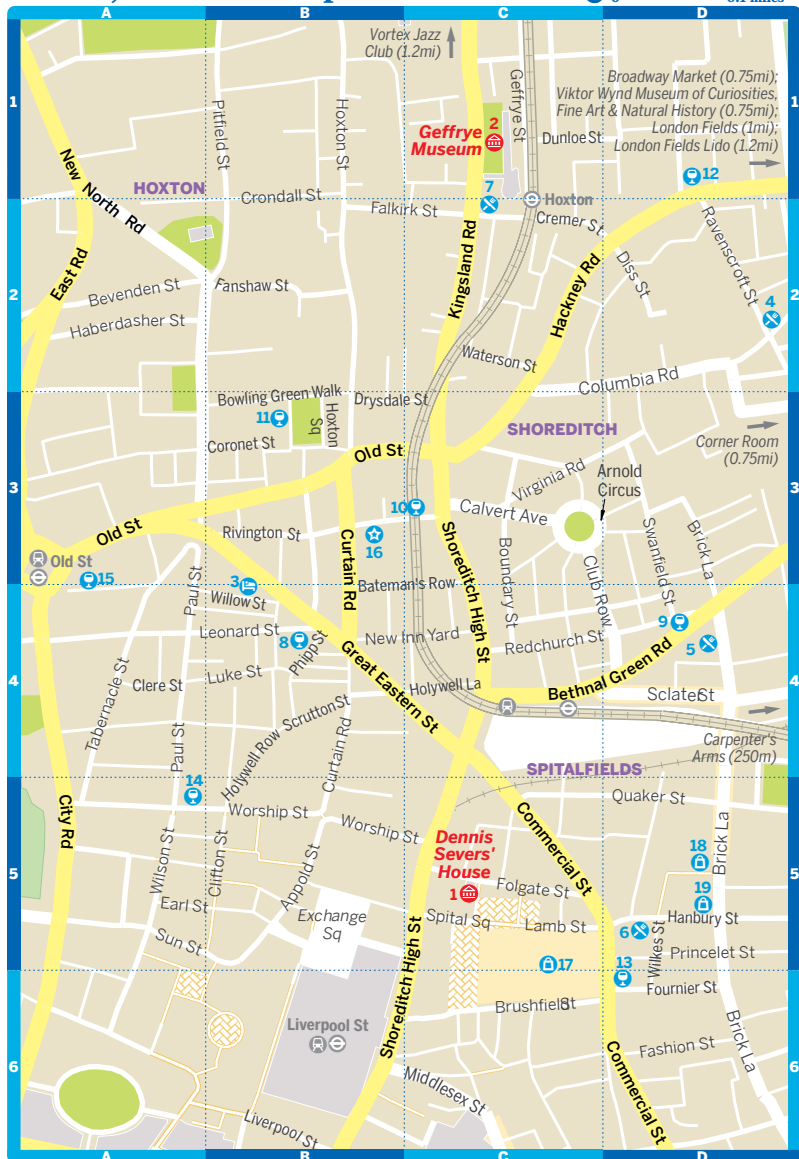 0.1 miles
A
B
C
D
1
2
3
4
5
6
1
2
3
4
5
6
Vortex Jazz
Club (1.2mi)
Broadway Market (0.75mi);
Viktor Wynd Museum of Curiosities,
Fine Art & Natural History (0.75mi);
London Fields (1mi);
London Fields Lido (1.2mi)
Pitfield St
Hoxton St
Geffrye St
2
Geffrye
Museum
Dunloe St
12
New North Rd
HOXTON
Crondall St
7
Hoxton
Falkirk St
Cremer St
Ravenscroft St
East Rd
Kingsland Rd
Hackney Rd
Diss St
Bevenden St
Fanshaw St
4
Haberdasher St
Waterson St
Columbia Rd
Bowling Green Walk
Drysdale St
11
Hoxton
Sq
SHOREDITCH
Coronet St
Old St
Corner Room
(0.75mi)
Virginia Rd
Arnold
Circus
10
Calvert Ave
Old St
Rivington St
16
Curtain Rd
Shoreditch High St
Boundary St
Club Row
Swanfield St
Brick La
Old St
15
Paul St
3
Willow St
Bateman's Row
9
Leonard St
8
Phipp St
New Inn Yard
Redchurch St
5
Great Eastern St
Bethnal Green Rd
Tabernacle St
Luke St
Clere St
Holywell La
Sclater St
Scrutton St
Holywell Row
Curtain Rd
Paul St
Carpenter's
Arms (250m)
SPITALFIELDS
14
Quaker St
City Rd
Worship St
Worship St
Commercial St
Brick La
Wilson St
Clifton St
Appold St
Dennis
Severs'
House
1
18
19
Earl St
Folgate St
Exchange
Sq
Spital Sq
Lamb St
Hanbury St
6
Wilkes St
Sun St
Princelet St
17
13
Shoreditch High St
Brushfield St
Fournier St
Liverpool St
Fashion St
Brick La
Middlesex St
Commercial St
Liverpool St
A
B
C
D